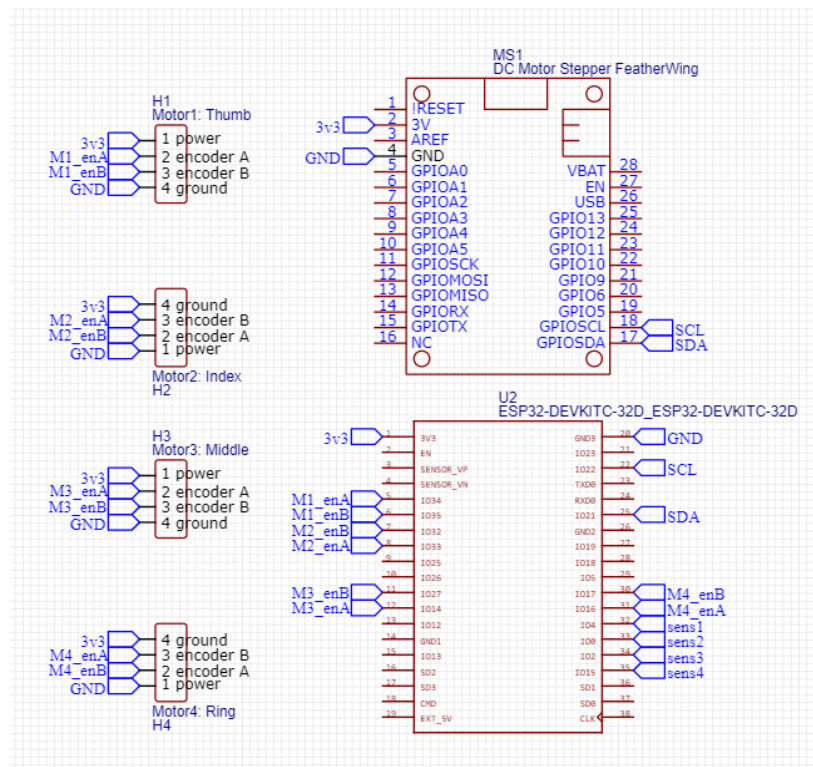 H1
Motor1: Thumb
3v3
1 power
M1_enA
2 encoder A
M1_enB
3 encoder B
GND
4 ground
3v3
4 ground
M2_enA
3 encoder B
M2_enB
2 encoder A
GND
1 power
Motor2: Index
H2
H3
Motor3: Middle
3v3
1 power
M3_enA
2 encoder A
M3_enB
3 encoder B
GND
4 ground
3v3
4 ground
M4_enA
3 encoder B
M4_enB
2 encoder A
GND
1 power
Motor4: Ring
H4
MS1
DC Motor Stepper FeatherWing
1 !RESET
3v3 2 3V
3 AREF
GND 4 GND
5 GPIOA0
6 GPIOA1
7 GPIOA2
8 GPIOA3
9 GPIOA4
10 GPIOA5
11 GPIOSCK
12 GPIOMOSI
13 GPIOMISO
14 GPIORX
15 GPIOTX
16 NC
VBAT 28
EN 27
USB 26
GPIO13 25
GPIO12 24
GPIO11 23
GPIO10 22
GPIO9 21
GPIO6 20
GPIO5 19
GPIOSCL 18 SCL
GPIOSDA 17 SDA
U2
ESP32-DEVKITC-32D_ESP32-DEVKITC-32D
3v3 1 3V3
2 EN
3 SENSOR_VP
4 SENSOR_VN
M1_enA 5 IO34
M1_enB 6 IO35
M2_enB 7 IO32
M2_enA 8 IO33
9 IO25
10 IO26
M3_enB 11 IO27
M3_enA 12 IO14
13 IO12
14 GND1
15 IO13
16 SD2
17 SD3
18 CMD
19 EXT_5V
GND3 20 GND
IO23 21
IO22 22 SCL
TXD0 23
RXD0 24
IO21 25 SDA
GND2 26
IO19 27
IO18 28
IO5 29
IO17 30 M4_enB
IO16 31 M4_enA
IO4 32 sens1
IO0 33 sens2
IO2 34 sens3
IO15 35 sens4
SD1 36
SD0 37
CLK 38